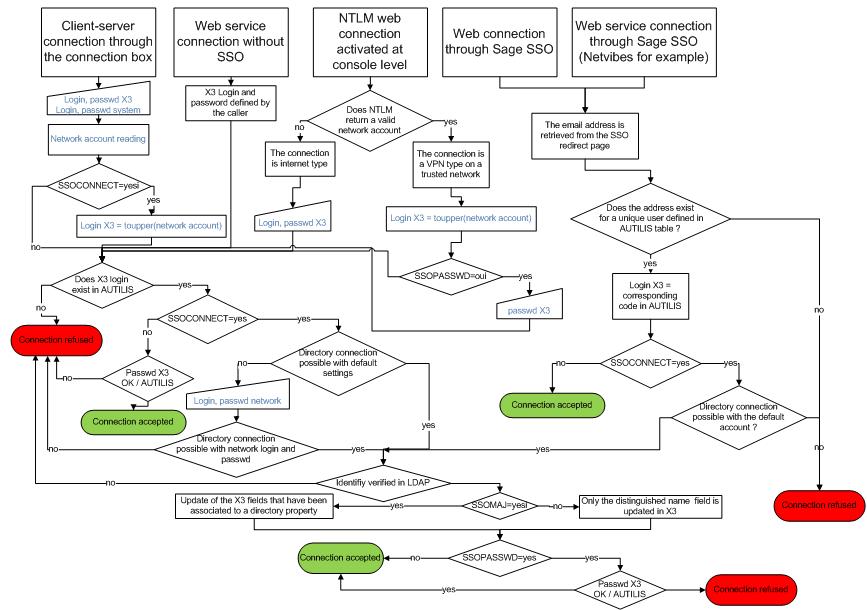 Client-server
connection through
the connection box
Web service
connection without
SSO
NTLM web
connection
activated at
console level
Web connection
through Sage SSO
Web service connection
through Sage SSO
(Netvibes for example)
Login, passwd X3
Login, passwd system
X3 Login and
password defined by
the caller
Does NTLM
return a valid
network account
no
yes
The email address is
retrieved from the SSO
redirect page
Network account reading
The connection
is internet type
The connection is
a VPN type on a
trusted network
SSOCONNECT=yesi
yes
no
Login X3 = toupper(network account)
Login, passwd X3
Login X3 = toupper(network account)
Does the address exist
for a unique user defined in
AUTILIS table ?
yes
no
SSOPASSWD=oui
yes
passwd X3
Does X3 login
exist in AUTILIS
yes
no
Login X3 =
corresponding
code in AUTILIS
SSOCONNECT=yes
yes
no
Connection refused
Directory connection
possible with default
settings
no
yes
SSOCONNECT=yes
no
yes
Passwd X3
OK / AUTILIS
no
Login, passwd network
Connection accepted
Connection accepted
Directory connection
possible with the default
account ?
yes
no
Directory connection
possible with network login and
passwd
no
yes
Identifiy verified in LDAP
no
SSOMAJ=yesi
yes
no
Update of the X3 fields that have been
associated to a directory property
Only the distinguished name field is
updated in X3
Connection refused
SSOPASSWD=yes
no
yes
Connection accepted
Passwd X3
OK / AUTILIS
yes
Connection refused